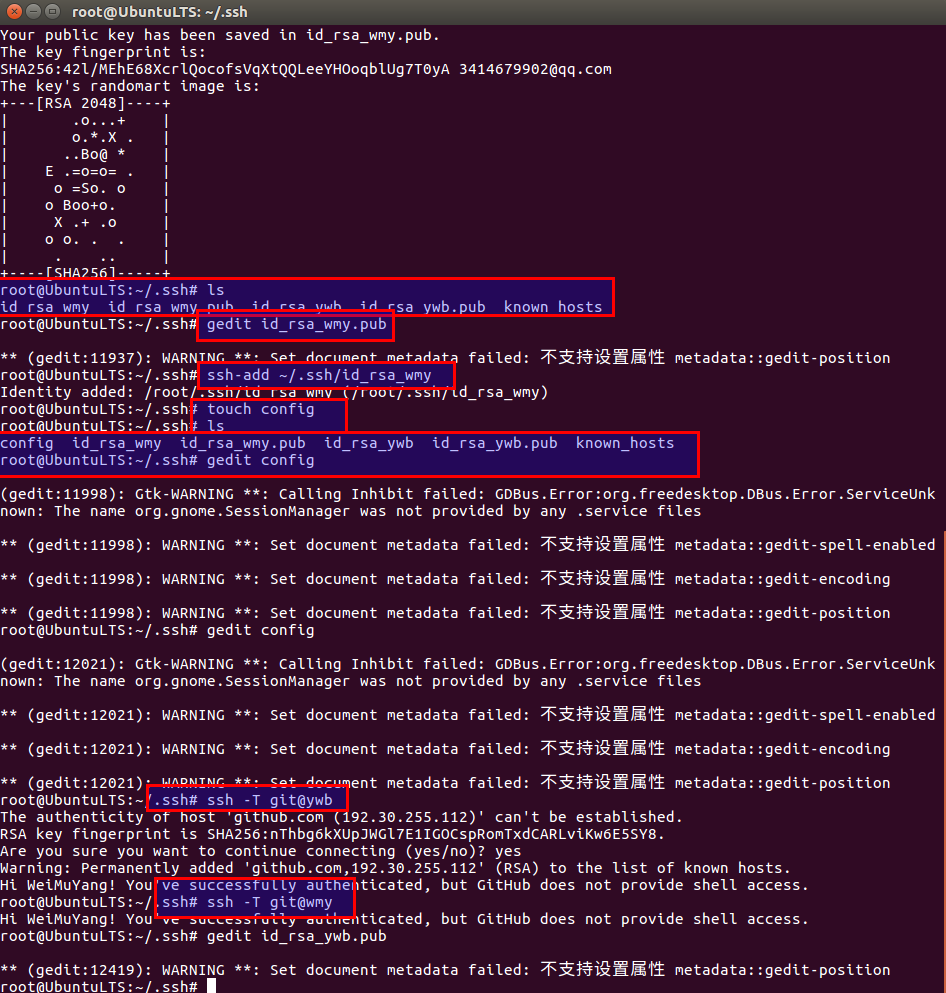 root@UbuntuLTS: ~/.ssh
Your public key has been saved in id_rsa_wmy.pub.
The key fingerprint is:
SHA256:42l/MEhE68XcrlQocofsVqXtQQLeeYHOoqblUg7T0yA 3414679902@qq.com
The key's randomart image is:
+---[RSA 2048]----+
|       .o...+    |
|       o.*.X .   |
|      ..Bo@ *    |
|    E .=o=o= .   |
|     o =So. o    |
|    o Boo+o.     |
|     X .+ .o     |
|    o o. .  .    |
|     .    ..     |
+----[SHA256]-----+
root@UbuntuLTS:~/.ssh# ls
id_rsa_wmy  id_rsa_wmy.pub  id_rsa_ywb  id_rsa_ywb.pub  known_hosts
root@UbuntuLTS:~/.ssh# gedit id_rsa_wmy.pub
** (gedit:11937): WARNING **: Set document metadata failed: 不支持设置属性 metadata::gedit-position
root@UbuntuLTS:~/.ssh# ssh-add ~/.ssh/id_rsa_wmy
Identity added: /root/.ssh/id_rsa_wmy (/root/.ssh/id_rsa_wmy)
root@UbuntuLTS:~/.ssh# touch config
root@UbuntuLTS:~/.ssh# ls
config  id_rsa_wmy  id_rsa_wmy.pub  id_rsa_ywb  id_rsa_ywb.pub  known_hosts
root@UbuntuLTS:~/.ssh# gedit config
(gedit:11998): Gtk-WARNING **: Calling Inhibit failed: GDBus.Error:org.freedesktop.DBus.Error.ServiceUnk
nown: The name org.gnome.SessionManager was not provided by any .service files
** (gedit:11998): WARNING **: Set document metadata failed: 不支持设置属性 metadata::gedit-spell-enabled
** (gedit:11998): WARNING **: Set document metadata failed: 不支持设置属性 metadata::gedit-encoding
** (gedit:11998): WARNING **: Set document metadata failed: 不支持设置属性 metadata::gedit-position
root@UbuntuLTS:~/.ssh# gedit config
(gedit:12021): Gtk-WARNING **: Calling Inhibit failed: GDBus.Error:org.freedesktop.DBus.Error.ServiceUnk
nown: The name org.gnome.SessionManager was not provided by any .service files
** (gedit:12021): WARNING **: Set document metadata failed: 不支持设置属性 metadata::gedit-spell-enabled
** (gedit:12021): WARNING **: Set document metadata failed: 不支持设置属性 metadata::gedit-encoding
** (gedit:12021): WARNING **: Set document metadata failed: 不支持设置属性 metadata::gedit-position
root@UbuntuLTS:~/.ssh# ssh -T git@ywb
The authenticity of host 'github.com (192.30.255.112)' can't be established.
RSA key fingerprint is SHA256:nThbg6kXUpJWGl7E1IGOCspRomTxdCARLviKw6E5SY8.
Are you sure you want to continue connecting (yes/no)? yes
Warning: Permanently added 'github.com,192.30.255.112' (RSA) to the list of known hosts.
Hi WeiMuYang! You've successfully authenticated, but GitHub does not provide shell access.
root@UbuntuLTS:~/.ssh# ssh -T git@wmy
Hi WeiMuYang! You've successfully authenticated, but GitHub does not provide shell access.
root@UbuntuLTS:~/.ssh# gedit id_rsa_ywb.pub
** (gedit:12419): WARNING **: Set document metadata failed: 不支持设置属性 metadata::gedit-position
root@UbuntuLTS:~/.ssh#